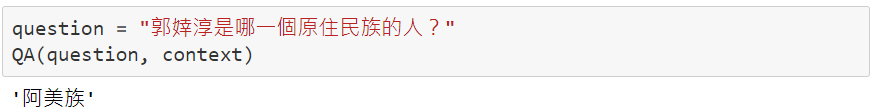 question = "郭婞淳是哪一個原住民族的人？"
QA(question, context)
'阿美族'